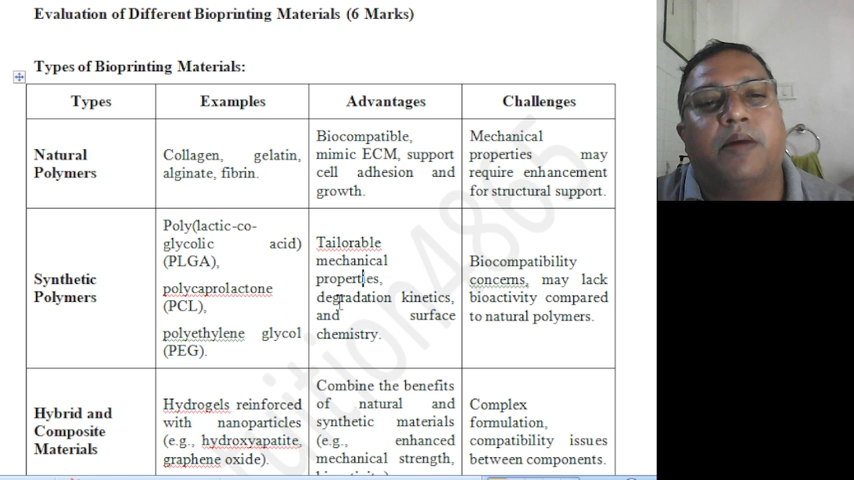 Evaluation of Different Bioprinting Materials (6 Marks)
Types of Bioprinting Materials:
Types
Examples
Advantages
Challenges
Natural
Polymers
Collagen, gelatin,
alginate, fibrin.
Biocompatible,
mimic ECM, support
cell adhesion and
growth.
Mechanical
properties may
require enhancement
for structural support.
Synthetic
Polymers
Poly(lactic-co-
glycolic acid)
(PLGA),
polycaprolactone
(PCL),
polyethylene glycol
(PEG).
Tailorable
mechanical
properties,
degradation kinetics,
and surface
chemistry.
Biocompatibility
concerns, may lack
bioactivity compared
to natural polymers.
Hybrid and
Composite
Materials
Hydrogels reinforced
with nanoparticles
(e.g., hydroxyapatite,
graphene oxide).
Combine the benefits
of natural and
synthetic materials
(e.g., enhanced
mechanical strength,
Complex
formulation,
compatibility issues
between components.